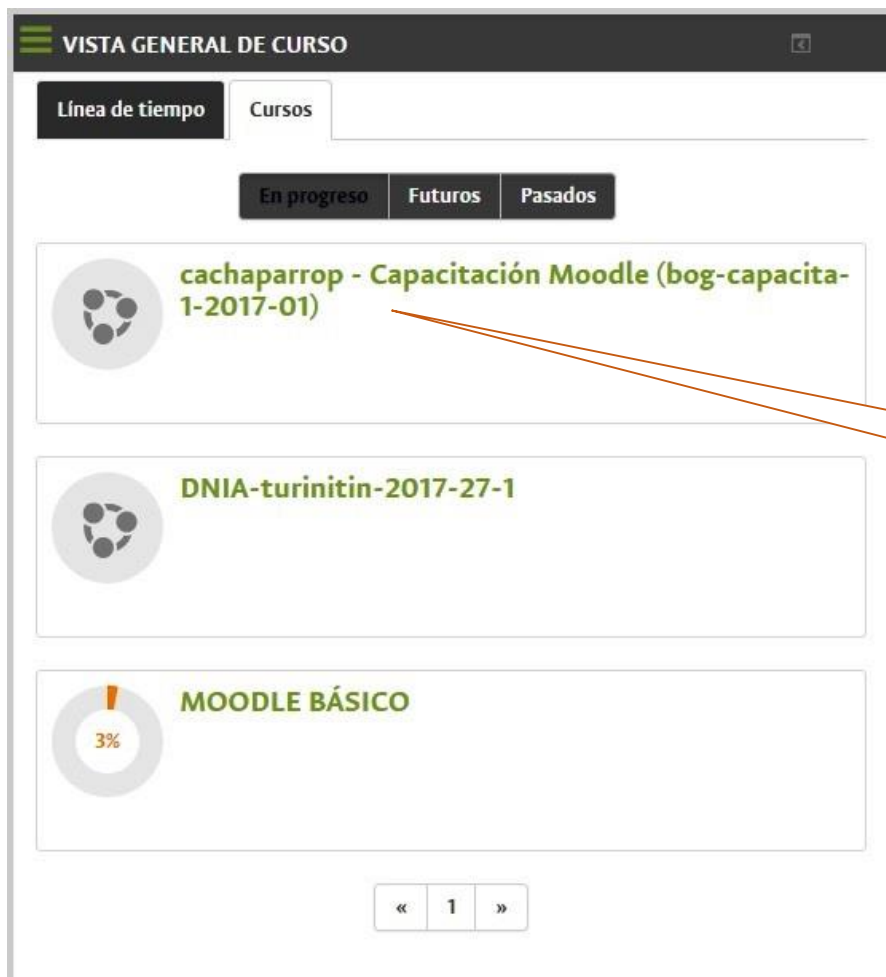 VISTA GENERAL DE CURSO
Línea de tiempo Cursos
En progreso Futuros Pasados
cachaparrop - Capacitación Moodle (bog-capacita-
1-2017-01)
DNIA-turinitin-2017-27-1
MOODLE BÁSICO
3%
« 1 »